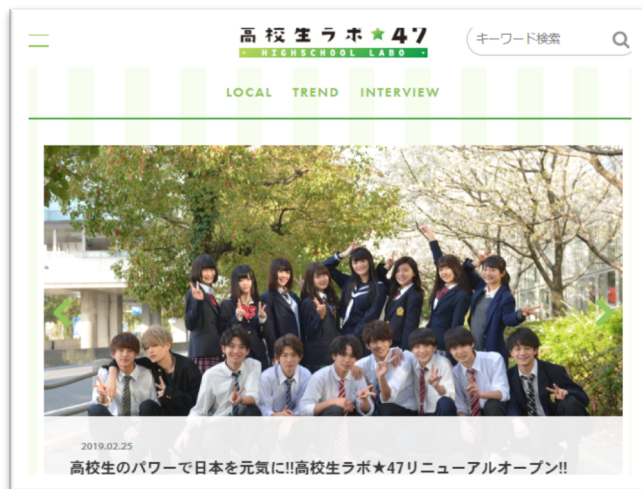 高校生ラボ★47
・HIGHSCHOOL LABO・
キーワード検索
LOCAL TREND INTERVIEW
2019.02.25
高校生のパワーで日本を元気に!!高校生ラボ★47リニューアルオープン!!